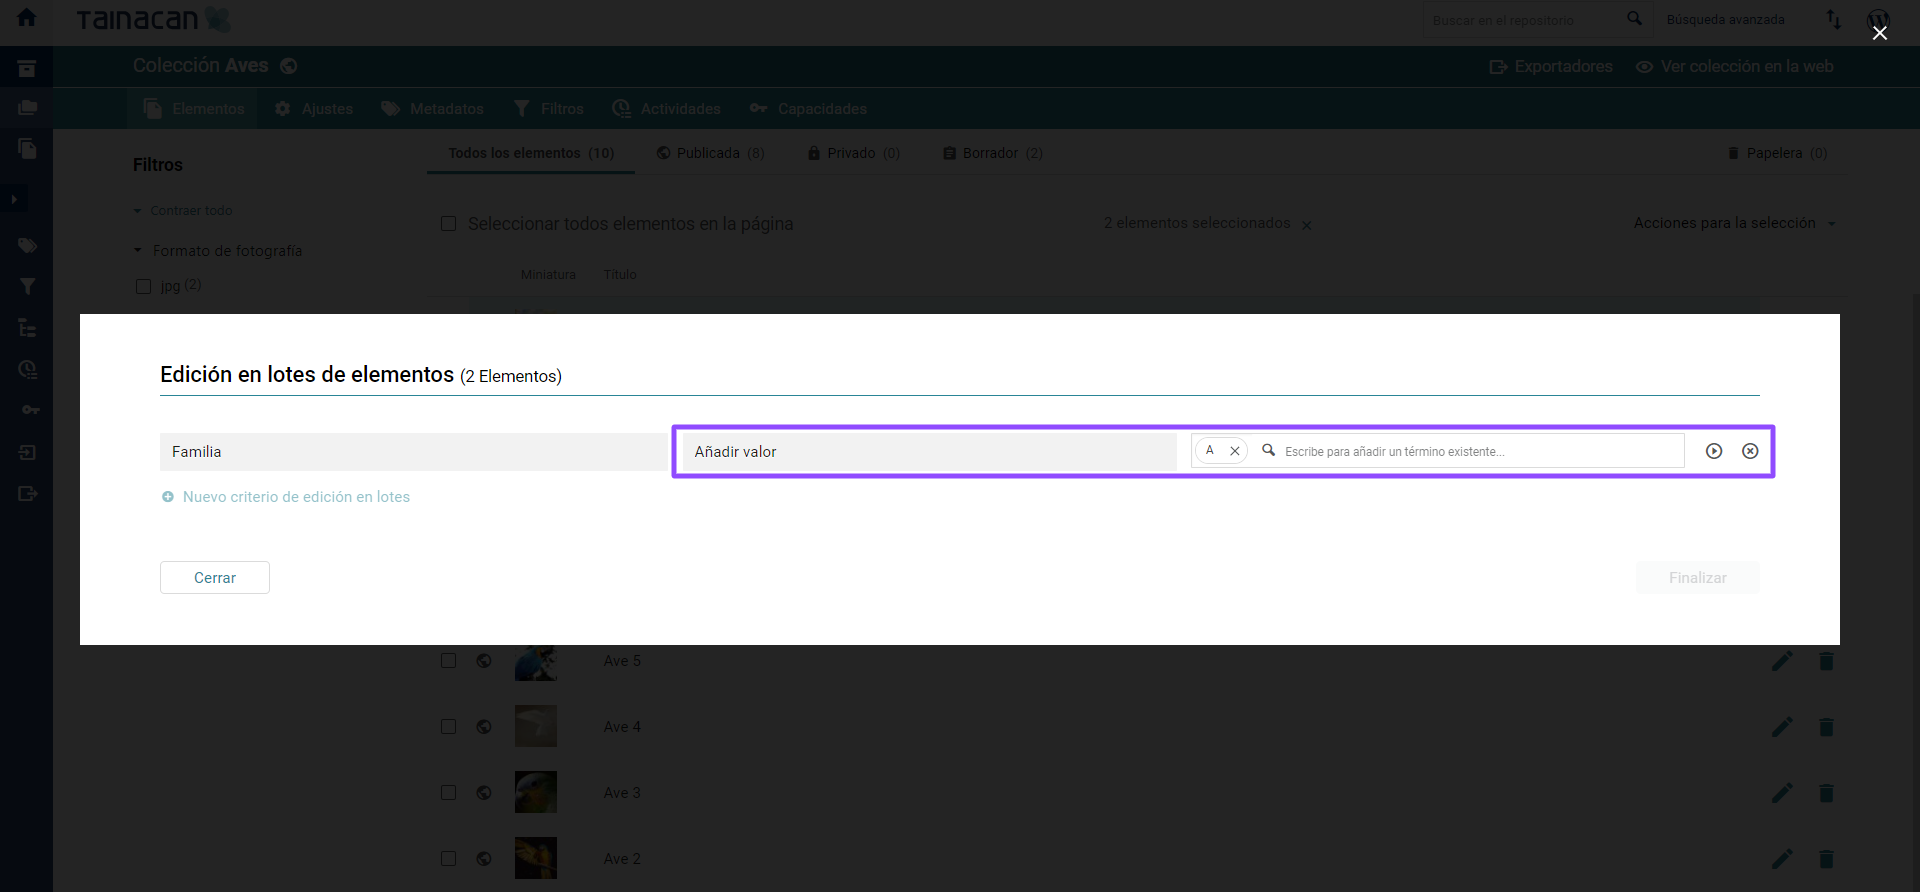 TAINACAN
Buscar en el repositorio
Búsqueda avanzada
Colección Aves
Exportadores
Ver colección en la web
Elementos
Ajustes
Metadatos
Filtros
Actividades
Capacidades
Filtros
Todos los elementos (10)
Publicada (8)
Privado (0)
Borrador (2)
Papelera (0)
Contraer todo
Seleccionar todos elementos en la página
2 elementos seleccionados
Acciones para la selección
Formato de fotografía
Miniatura
Título
jpg (2)
Edición en lotes de elementos (2 Elementos)
Familia
Añadir valor
A
Escribe para añadir un término existente...
Nuevo criterio de edición en lotes
Cerrar
Finalizar
Ave 5
Ave 4
Ave 3
Ave 2